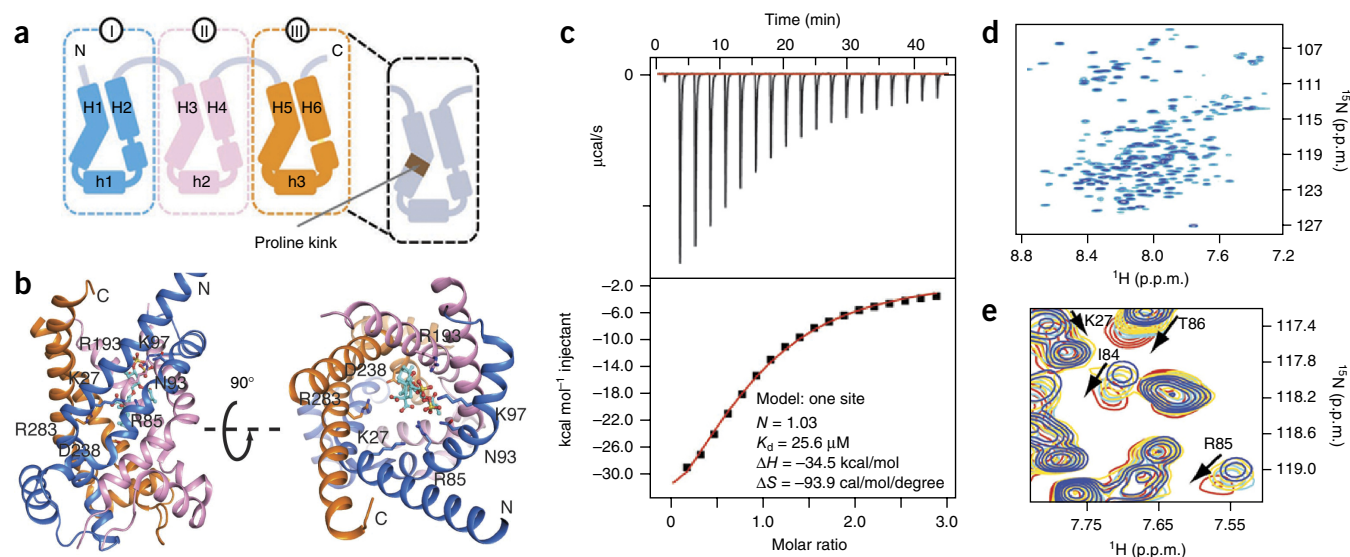 a
I
II
III
N
C
H1
H2
H3
H4
H5
H6
h1
h2
h3
Proline kink
b
C
N
R193
K97
K27
N93
R283
R85
D238
90°
R193
D238
R283
K97
K27
N93
R85
C
N
c
Time (min)
0 10 20 30 40
0
µcal/s
–2.0
–6.0
–10.0
–14.0
–18.0
–22.0
–26.0
–30.0
kcal mol–1 injectant
Model: one site
N = 1.03
Kd = 25.6 µM
ΔH = –34.5 kcal/mol
ΔS = –93.9 cal/mol/degree
0 1.0 2.0 3.0
Molar ratio
d
107
111
115
119
123
127
15N (p.p.m.)
8.8 8.4 8.0 7.6 7.2
1H (p.p.m.)
e
K27
T86
I84
R85
117.4
117.8
118.2
118.6
119.0
15N (p.p.m.)
7.75 7.65 7.55
1H (p.p.m.)